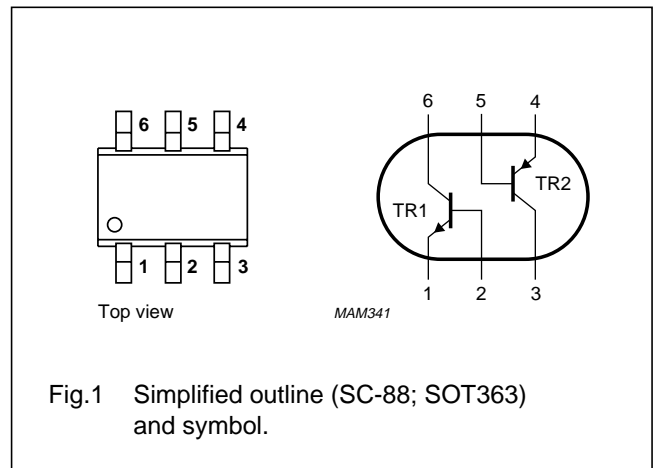 6 5 4
6 5 4
TR2
TR1
1 2 3
1 2 3
Top view
MAM341
Fig.1 Simplified outline (SC-88; SOT363)
and symbol.